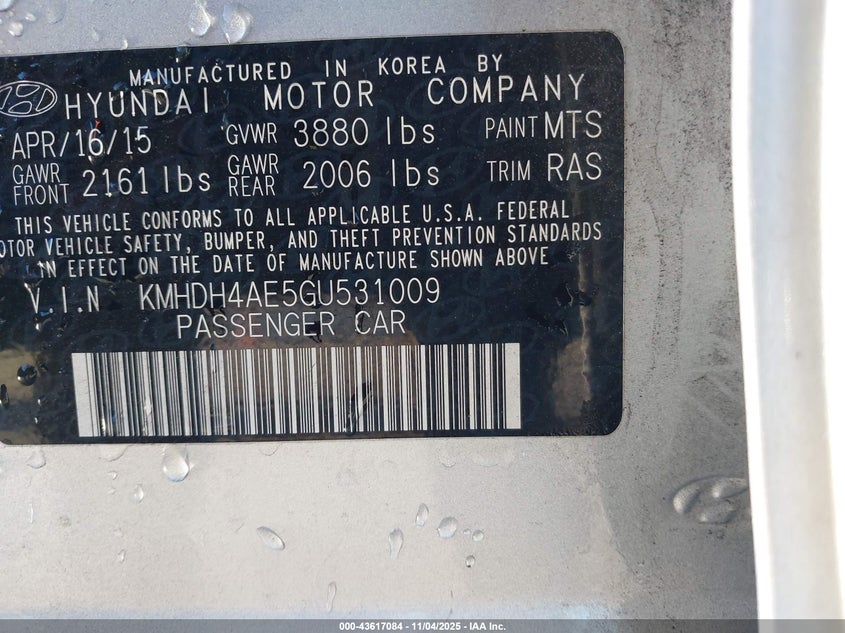 MANUFACTURED IN KOREA BY
HYUNDAI MOTOR COMPANY
APR/16/15 GVWR 3880 lbs PAINT MTS
GAWR FRONT 2161 lbs GAWR REAR 2006 lbs TRIM RAS
THIS VEHICLE CONFORMS TO ALL APPLICABLE U.S.A. FEDERAL
OTOR VEHICLE SAFETY, BUMPER, AND THEFT PREVENTION STANDARDS
IN EFFECT ON THE DATE OF MANUFACTURE SHOWN ABOVE
V.I.N KMHDH4AE5GU531009
PASSENGER CAR
000-43617084 - 11/04/2025 - IAA Inc.